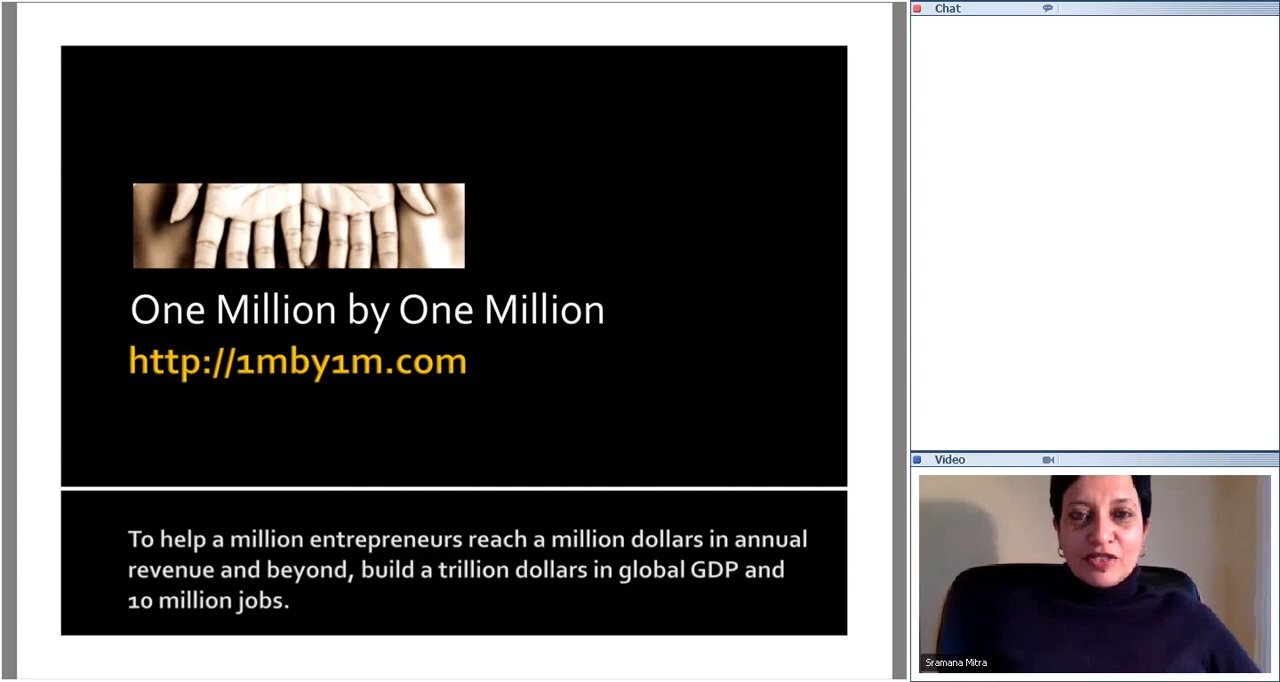 One Million by One Million
http://1mby1m.com
To help a million entrepreneurs reach a million dollars in annual
revenue and beyond, build a trillion dollars in global GDP and
10 million jobs.
Chat
Video
Sramana Mitra